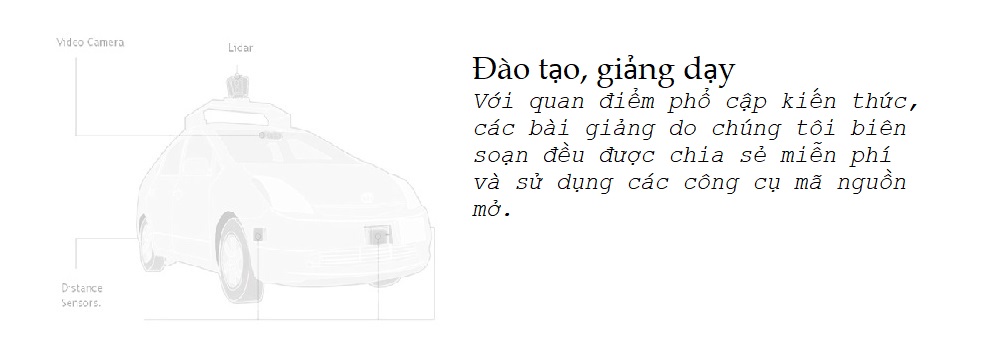 Video Camera
Lidar
Đào tạo, giảng dạy
Với quan điểm phổ cập kiến thức,
các bài giảng do chúng tôi biên
soạn đều được chia sẻ miễn phí
và sử dụng các công cụ mã nguồn
mở.
Distance
Sensors.